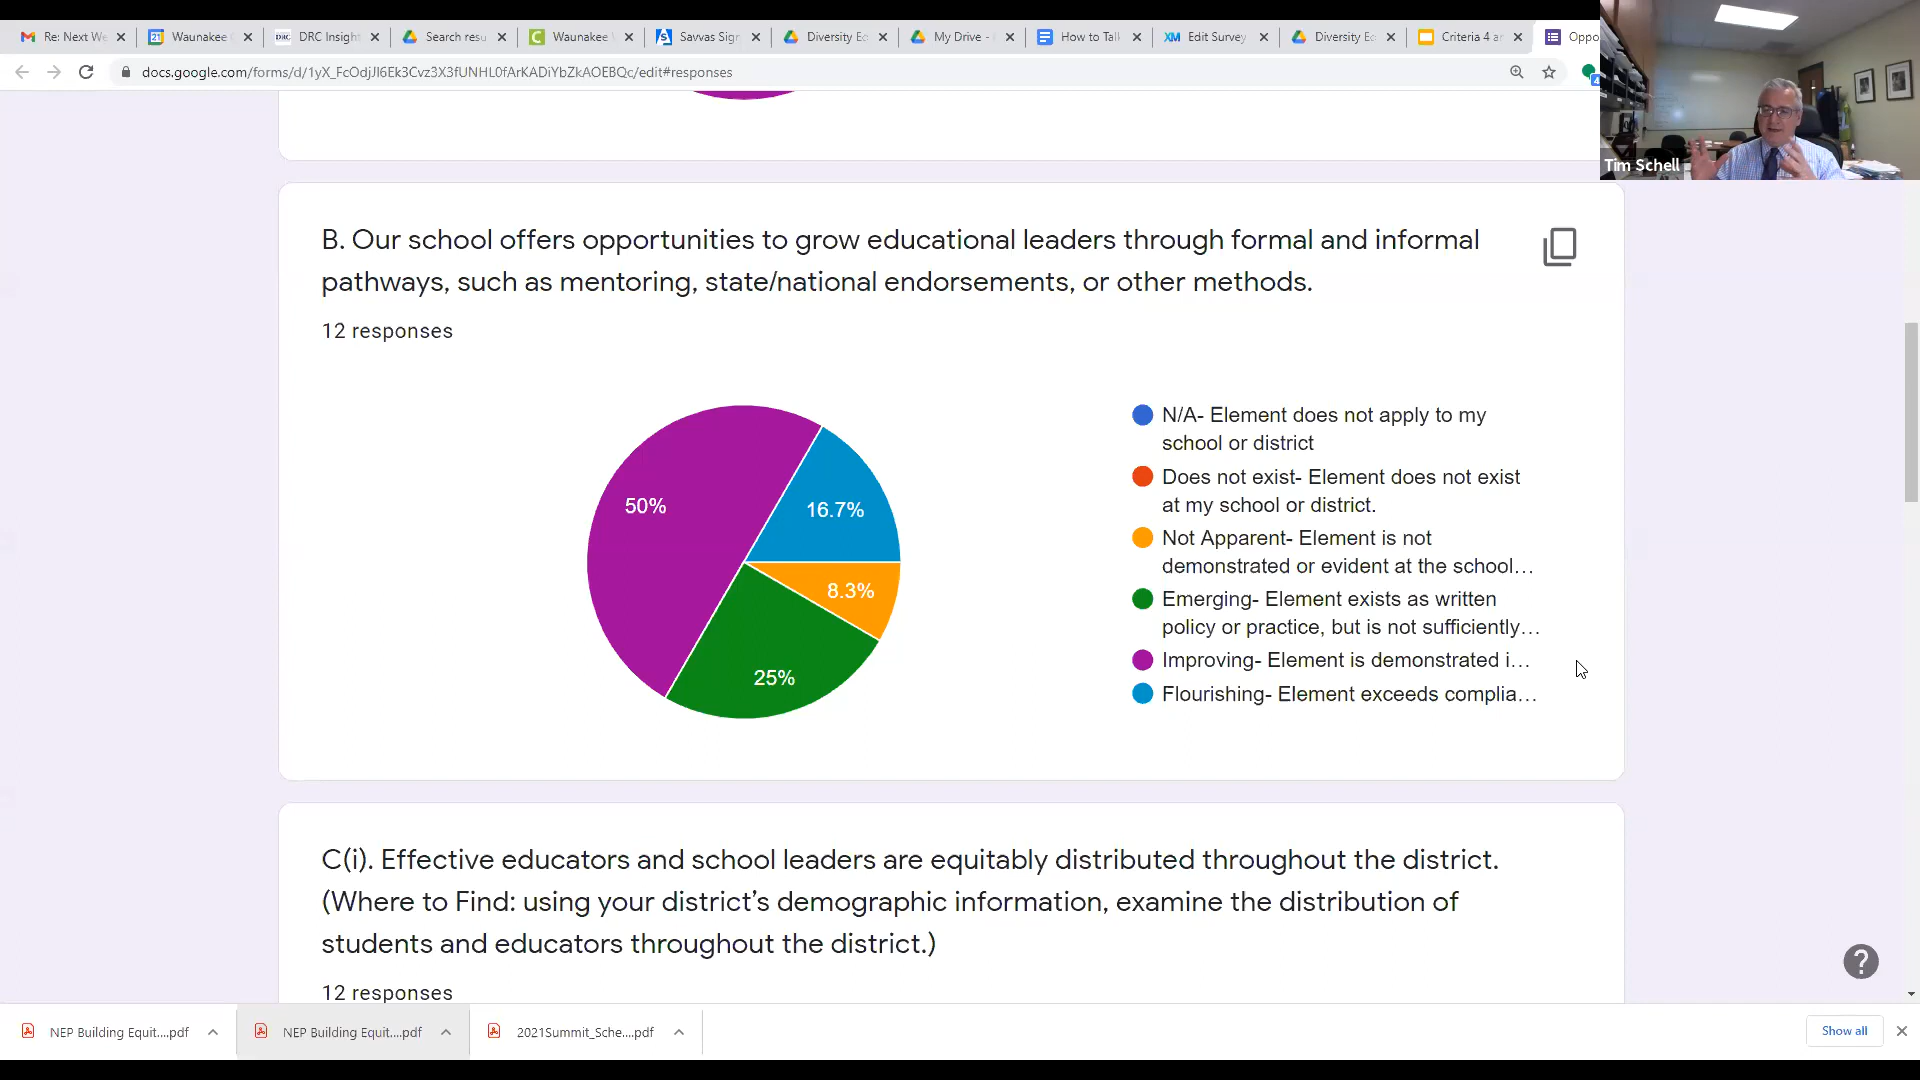 Re: Next We
Waunakee
DRC Insight
Search resu
Waunakee
Savvas Sign
Diversity Eq
My Drive -
How to Talk
Edit Survey
Diversity Eq
Criteria 4 an
Oppo
docs.google.com/forms/d/1yX_FcOdjJI6Ek3Cvz3X3fUNHL0fArKADiYbZkAOEBQc/edit#responses
Tim Schell
B. Our school offers opportunities to grow educational leaders through formal and informal
pathways, such as mentoring, state/national endorsements, or other methods.
12 responses
50%
16.7%
8.3%
25%
N/A- Element does not apply to my
school or district
Does not exist- Element does not exist
at my school or district.
Not Apparent- Element is not
demonstrated or evident at the school...
Emerging- Element exists as written
policy or practice, but is not sufficiently...
Improving- Element is demonstrated i...
Flourishing- Element exceeds complia...
C(i). Effective educators and school leaders are equitably distributed throughout the district.
(Where to Find: using your district’s demographic information, examine the distribution of
students and educators throughout the district.)
12 responses
NEP Building Equit....pdf
NEP Building Equit....pdf
2021Summit_Sche....pdf
Show all